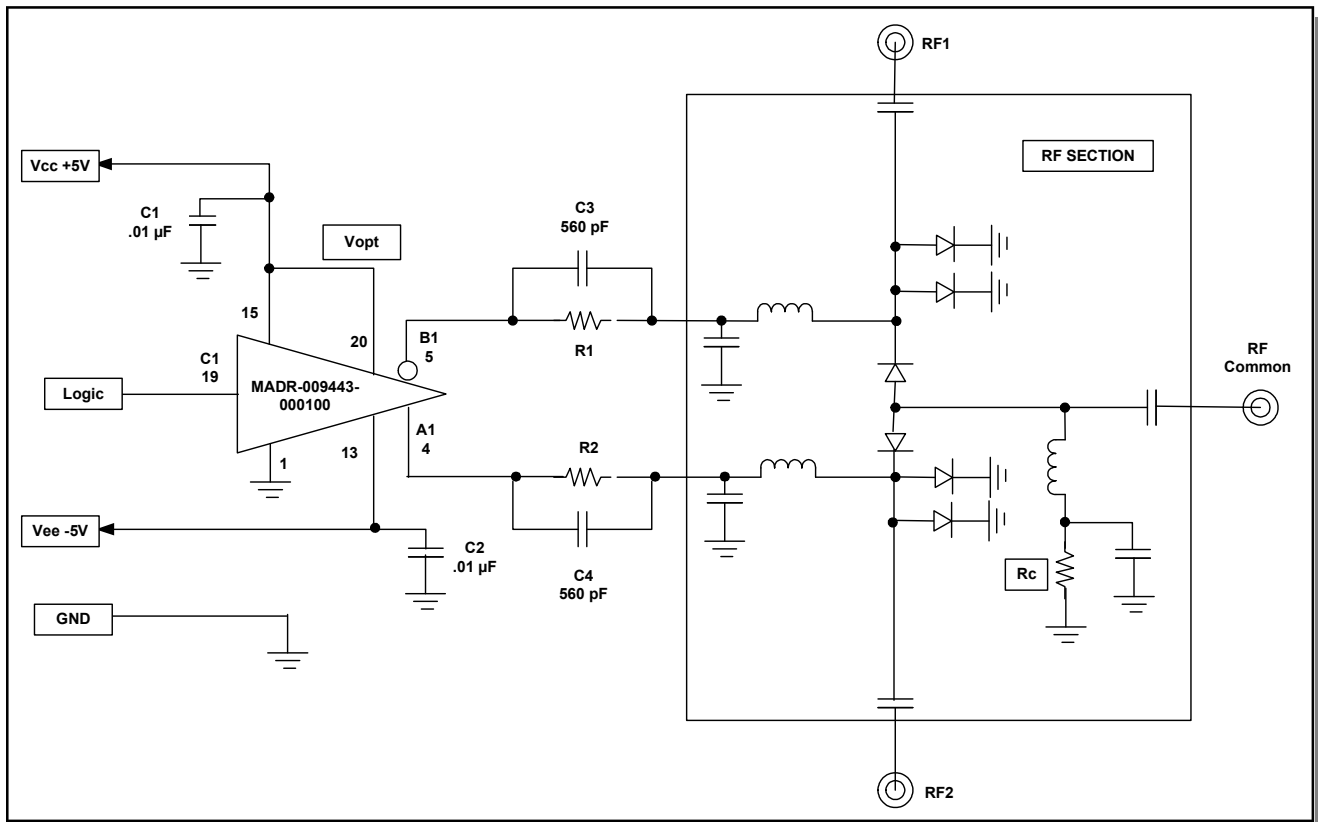 RF1
RF SECTION
Vcc +5V
C1
.01 µF
Vopt
C3
560 pF
15
20
B1
5
R1
C1
19
Logic
MADR-009443-
000100
RF
Common
1
13
A1
4
R2
Vee -5V
C2
.01 µF
C4
560 pF
Rc
GND
RF2